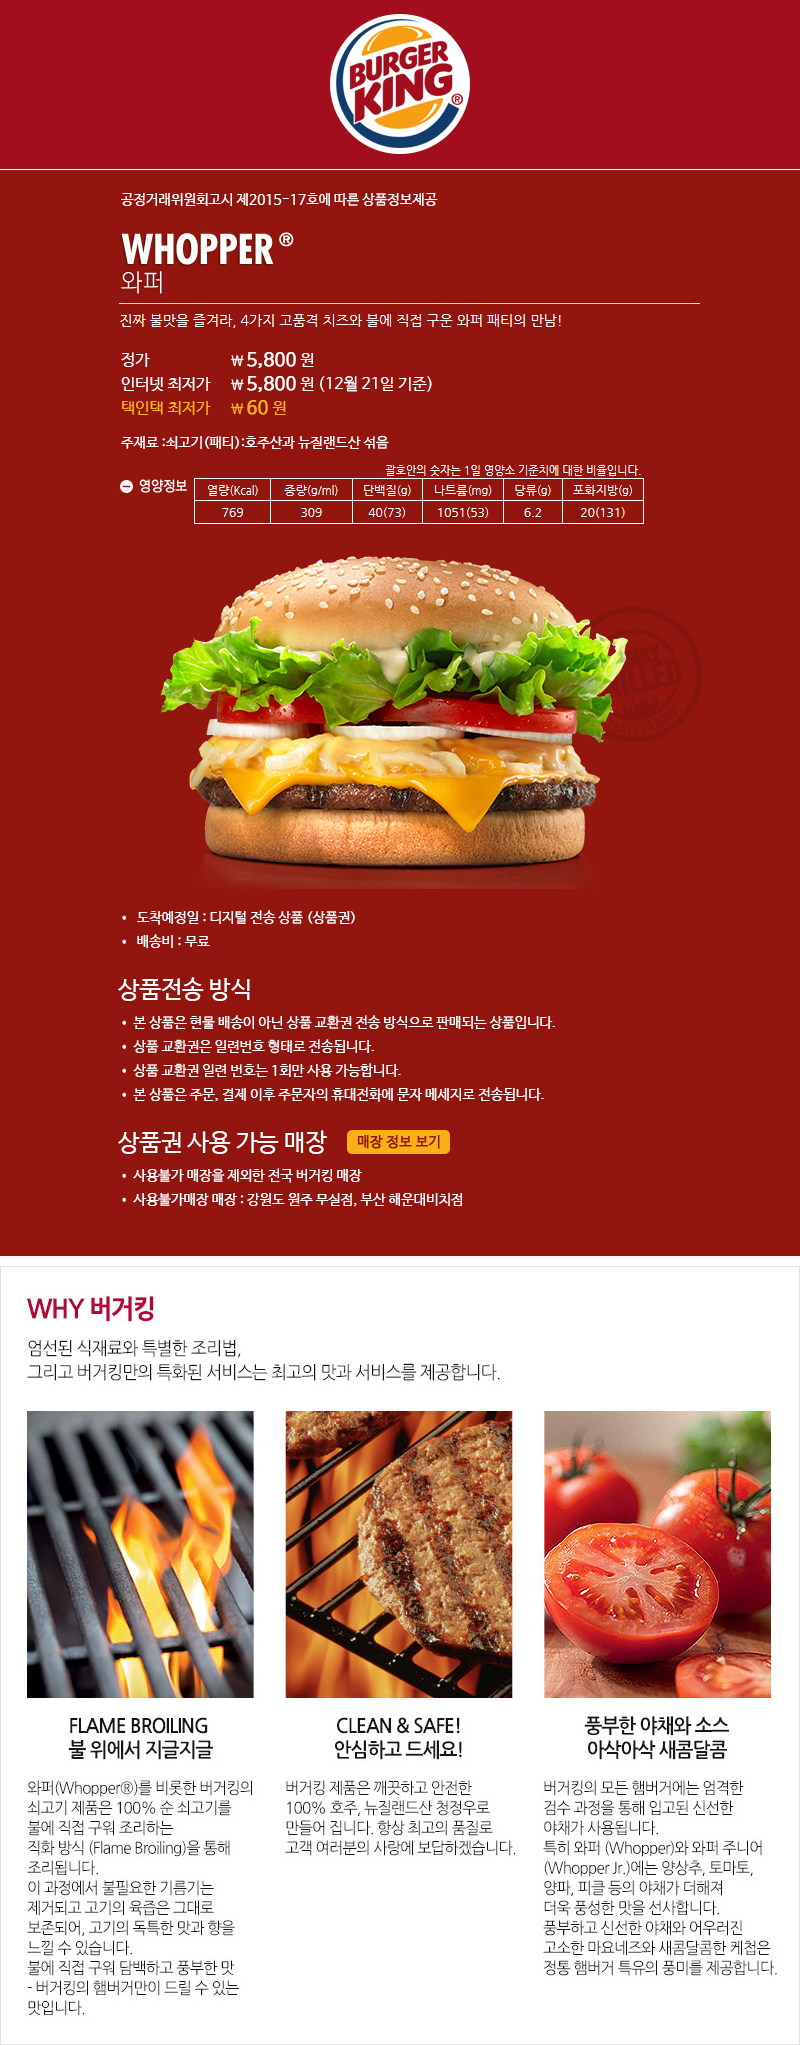 BURGER
KING®
공정거래위원회고시 제2015-17호에 따른 상품정보제공
WHOPPER®
와퍼
진짜 불맛을 즐겨라, 4가지 고품격 치즈와 불에 직접 구운 와퍼 패티의 만남!
정가 ₩ 5,800 원
인터넷 최저가 ₩ 5,800 원 (12월 21일 기준)
택인택 최저가 ₩ 60 원
주재료 :쇠고기(패티):호주산과 뉴질랜드산 섞음
괄호안의 숫자는 1일 영양소 기준치에 대한 비율입니다.
영양정보 열량(Kcal) 중량(g/ml) 단백질(g) 나트륨(mg) 당류(g) 포화지방(g)
769 309 40(73) 1051(53) 6.2 20(131)
• 도착예정일 : 디지털 전송 상품 (상품권)
• 배송비 : 무료
상품전송 방식
• 본 상품은 현물 배송이 아닌 상품 교환권 전송 방식으로 판매되는 상품입니다.
• 상품 교환권은 일련번호 형태로 전송됩니다.
• 상품 교환권 일련 번호는 1회만 사용 가능합니다.
• 본 상품은 주문, 결제 이후 주문자의 휴대전화에 문자 메세지로 전송됩니다.
상품권 사용 가능 매장 매장 정보 보기
• 사용불가 매장을 제외한 전국 버거킹 매장
• 사용불가매장 매장 : 강원도 원주 무실점, 부산 해운대비치점
WHY 버거킹
엄선된 식재료와 특별한 조리법,
그리고 버거킹만의 특화된 서비스는 최고의 맛과 서비스를 제공합니다.
FLAME BROILING
불 위에서 지글지글
와퍼(Whopper®)를 비롯한 버거킹의
쇠고기 제품은 100% 순 쇠고기를
불에 직접 구워 조리하는
직화 방식 (Flame Broiling)을 통해
조리됩니다.
이 과정에서 불필요한 기름기는
제거되고 고기의 육즙은 그대로
보존되어, 고기의 독특한 맛과 향을
느낄 수 있습니다.
불에 직접 구워 담백하고 풍부한 맛
- 버거킹의 햄버거만이 드릴 수 있는
맛입니다.
CLEAN & SAFE!
안심하고 드세요!
버거킹 제품은 깨끗하고 안전한
100% 호주, 뉴질랜드산 청정우로
만들어 집니다. 항상 최고의 품질로
고객 여러분의 사랑에 보답하겠습니다.
풍부한 야채와 소스
아삭아삭 새콤달콤
버거킹의 모든 햄버거에는 엄격한
검수 과정을 통해 입고된 신선한
야채가 사용됩니다.
특히 와퍼 (Whopper)와 와퍼 주니어
(Whopper Jr.)에는 양상추, 토마토,
양파, 피클 등의 야채가 더해져
더욱 풍성한 맛을 선사합니다.
풍부하고 신선한 야채와 어우러진
고소한 마요네즈와 새콤달콤한 케첩은
정통 햄버거 특유의 풍미를 제공합니다.